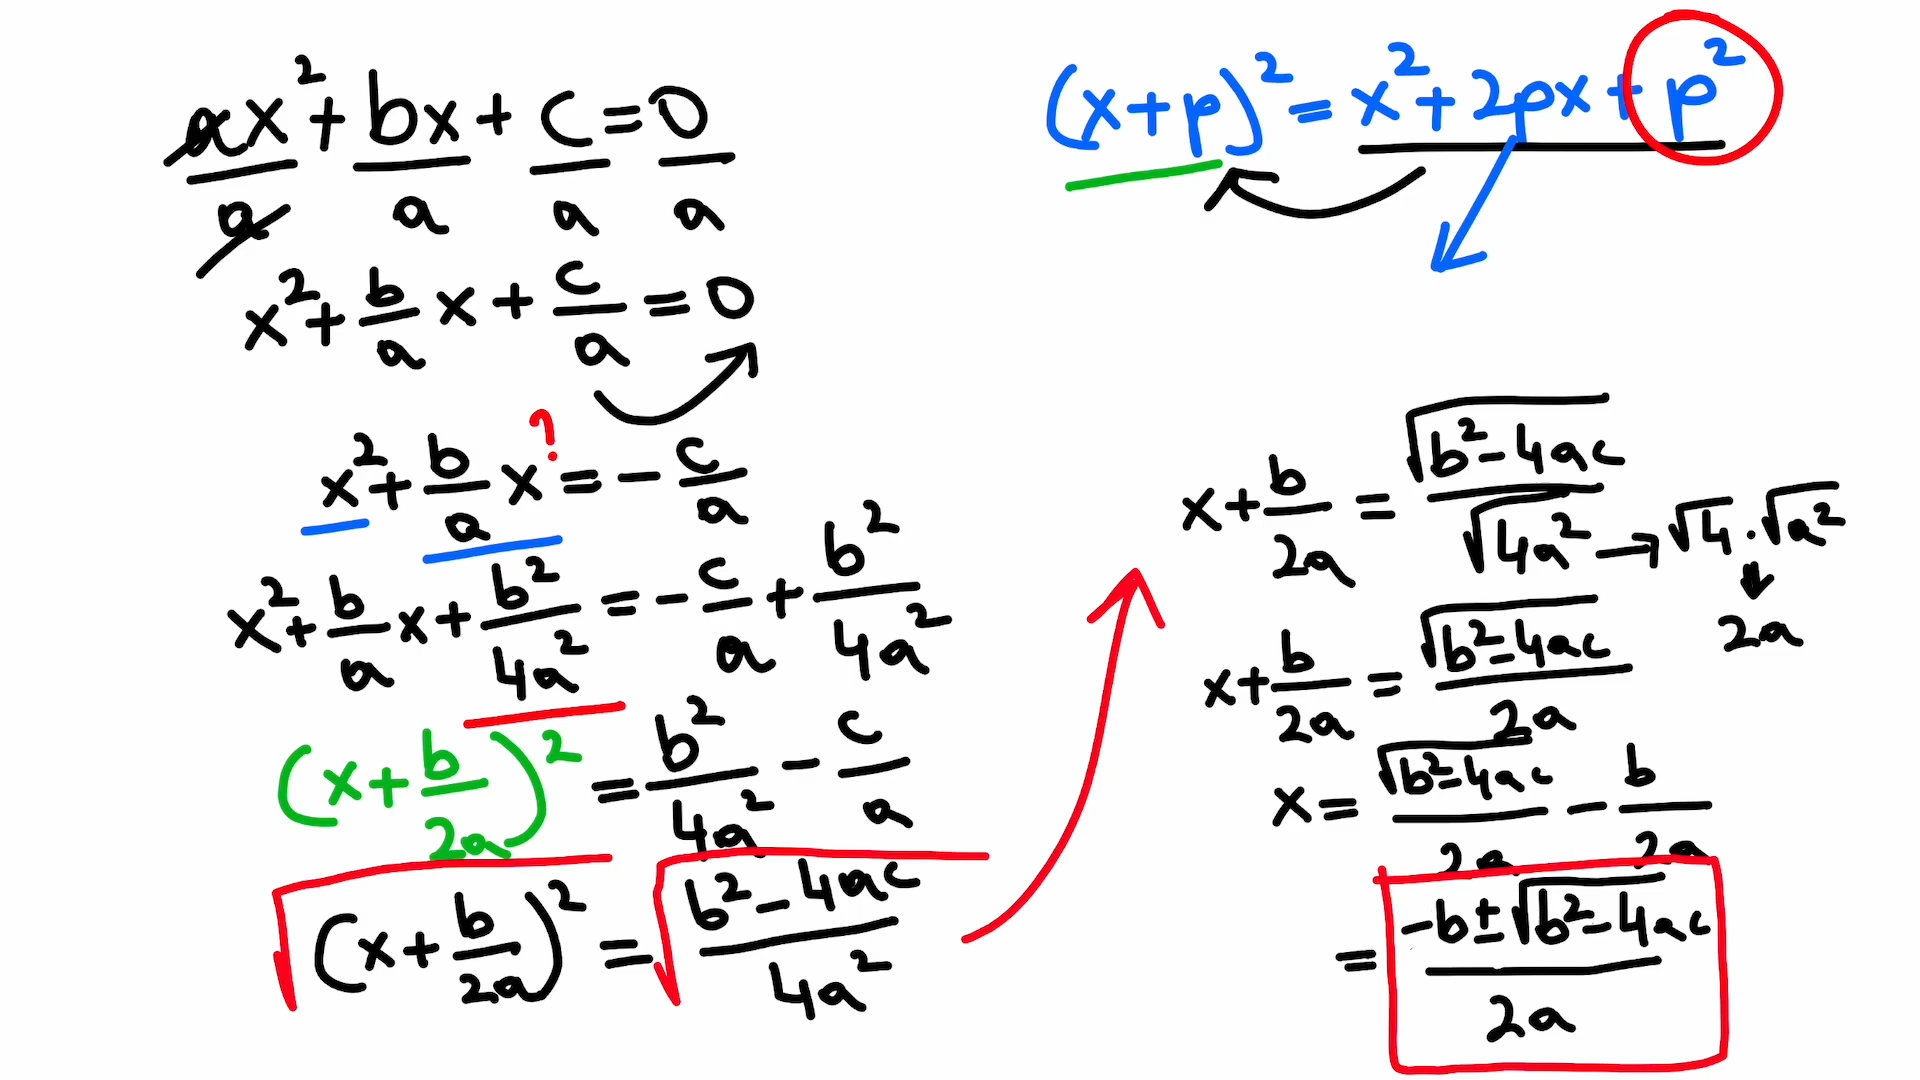 ax²/a + bx/a + c/a = 0/a
x² + b/a x + c/a = 0
x² + b/a x ? = - c/a
x² + b/a x + b²/4a² = - c/a + b²/4a²
(x + b/2a)² = b²/4a² - c/a
√(x + b/2a)² = √(b² - 4ac)/4a²
(x+p)² = x² + 2px + p²
x + b/2a = √(b² - 4ac)/√(4a²) → √4 . √a²
↓
2a
x + b/2a = √(b² - 4ac)/2a
x = √(b² - 4ac)/2a - b/2a
= (-b ± √(b² - 4ac))/2a